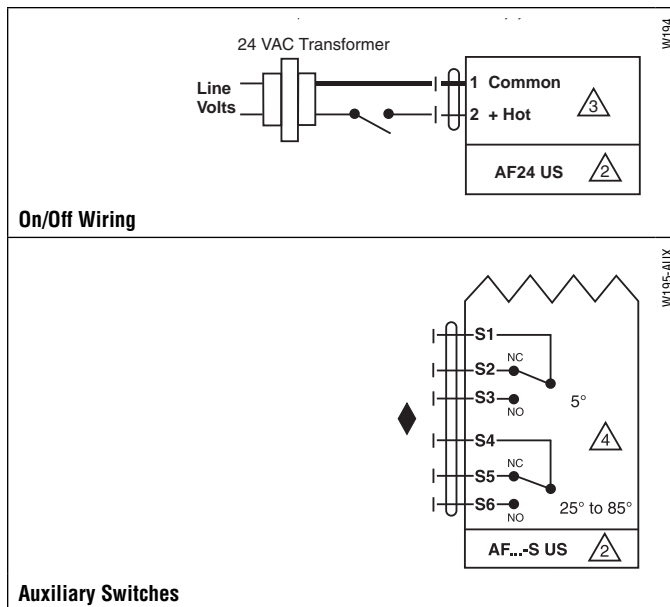 24 VAC Transformer
Line
Volts
1 Common
2 + Hot
3
AF24 US
2
On/Off Wiring
W194
W195-AUX
S1
NC
S2
S3
NO
5°
S4
4
NC
S5
S6
NO
25° to 85°
AF...-S US
2
Auxiliary Switches